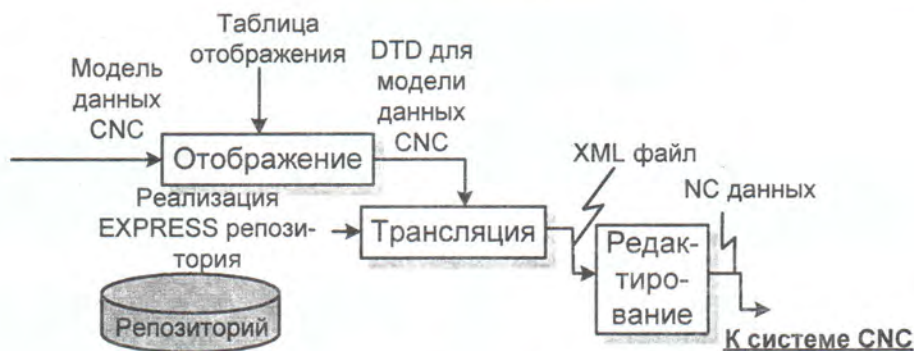 Таблица
отображения
Модель
данных
CNC
DTD для
модели
данных
CNC
Отображение
XML файл
NC данных
Реализация
EXPRESS репози-
тория
Трансляция
Редак-
тиро-
вание
Репозиторий
К системе CNC